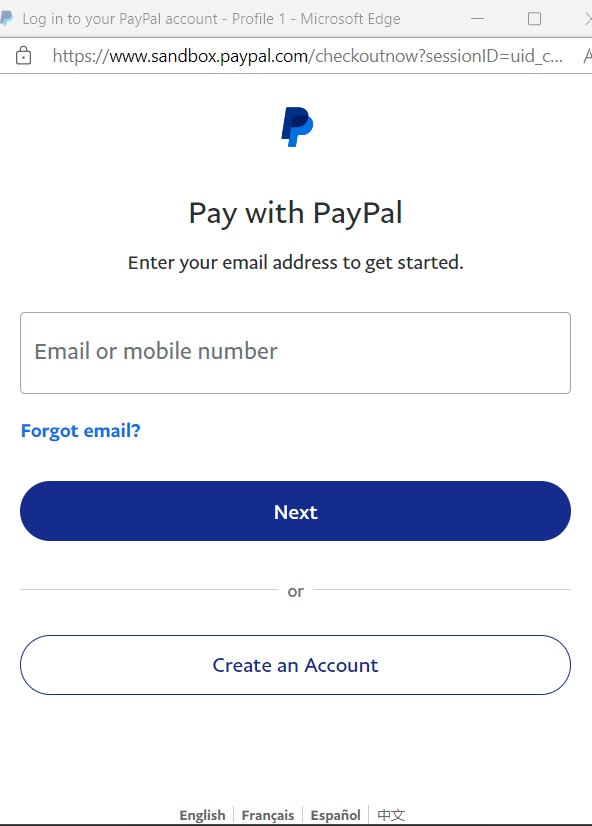 Log in to your PayPal account - Profile 1 - Microsoft Edge
https://www.sandbox.paypal.com/checkoutnow?sessionID=uid_c...
Pay with PayPal
Enter your email address to get started.
Email or mobile number
Forgot email?
Next
or
Create an Account
English Français Español 中文